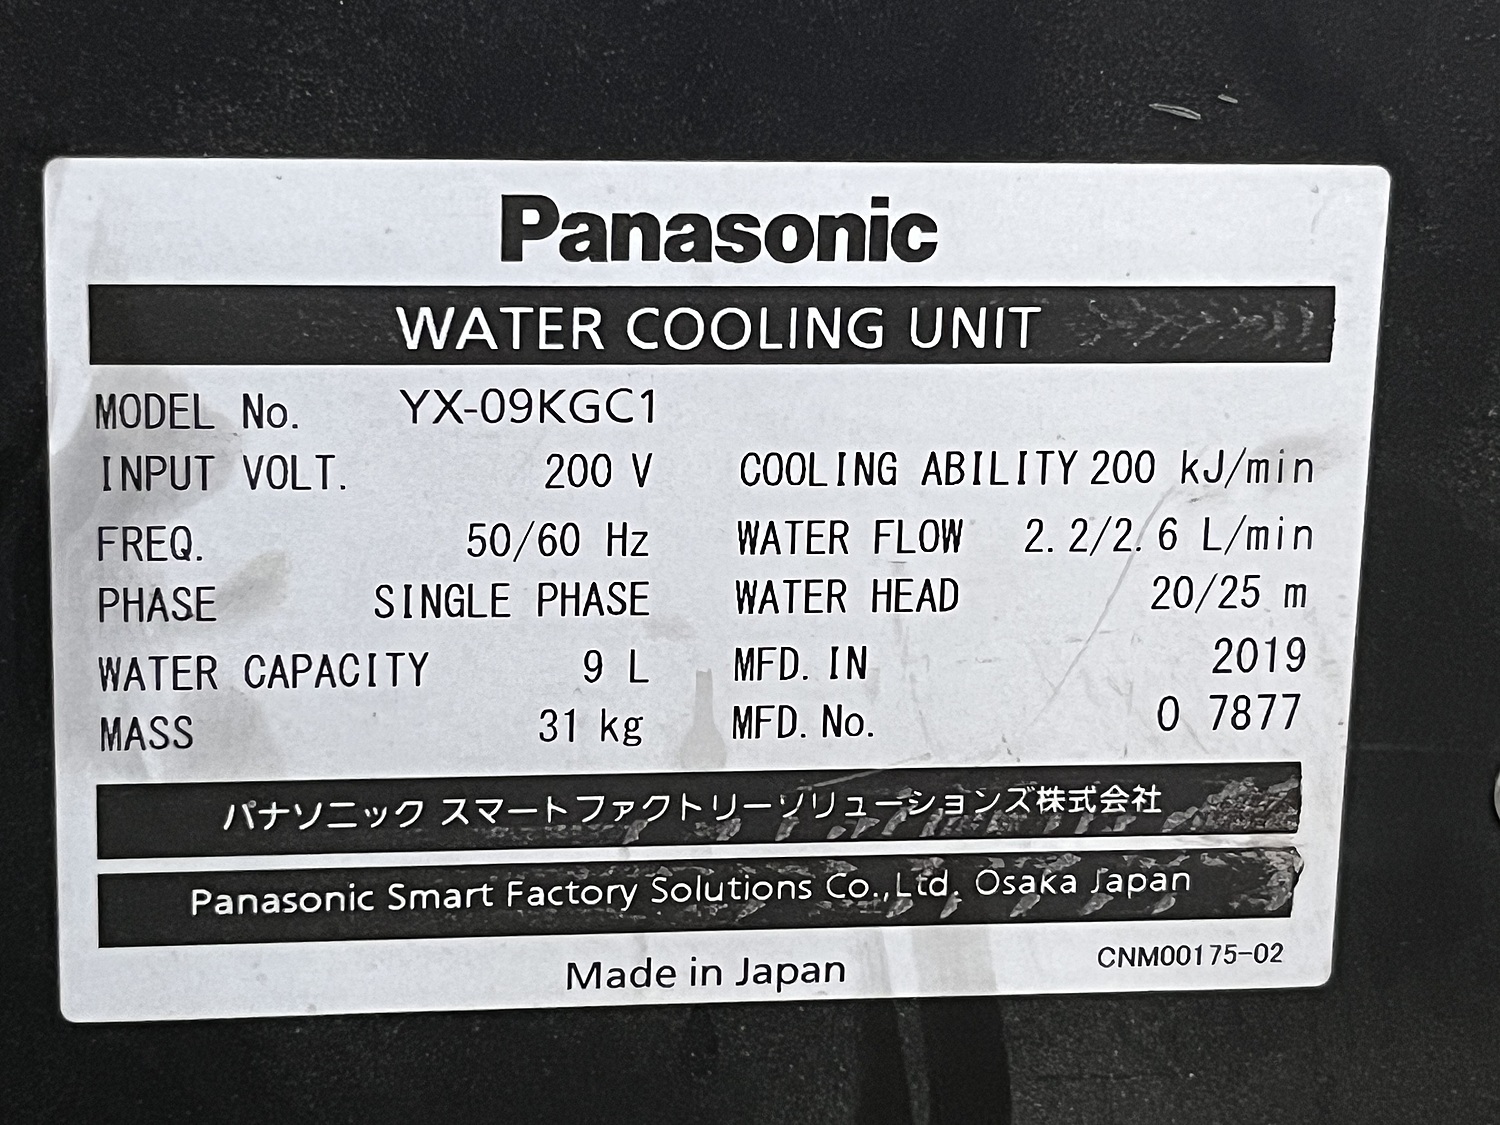 Panasonic
WATER COOLING UNIT
MODEL No. YX-09KGC1
INPUT VOLT. 200 V COOLING ABILITY 200 kJ/min
FREQ. 50/60 Hz WATER FLOW 2.2/2.6 L/min
PHASE SINGLE PHASE WATER HEAD 20/25 m
WATER CAPACITY 9 L MFD. IN 2019
MASS 31 kg MFD. No. O 7877
パナソニック スマートファクトリーソリューションズ株式会社
Panasonic Smart Factory Solutions Co.,Ltd. Osaka Japan
Made in Japan CNM00175-02